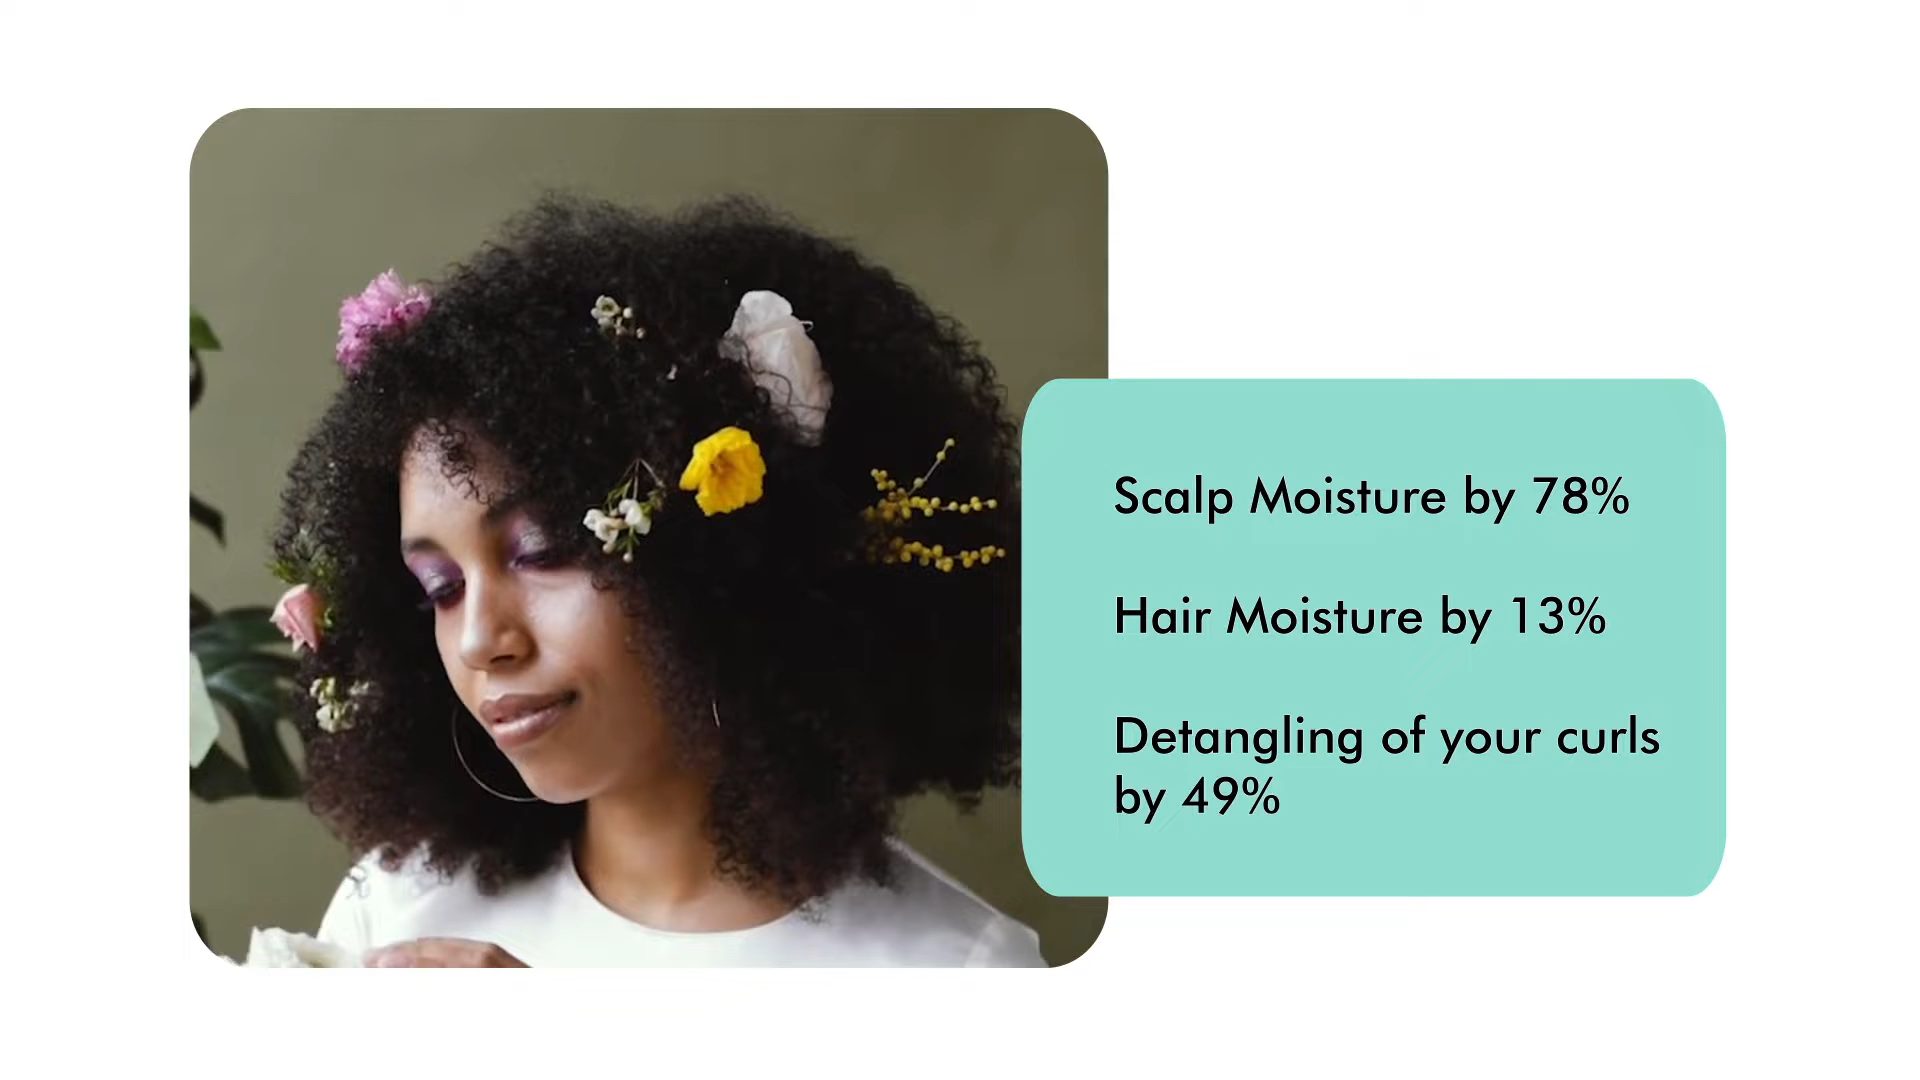 Scalp Moisture by 78%
Hair Moisture by 13%
Detangling of your curls
by 49%